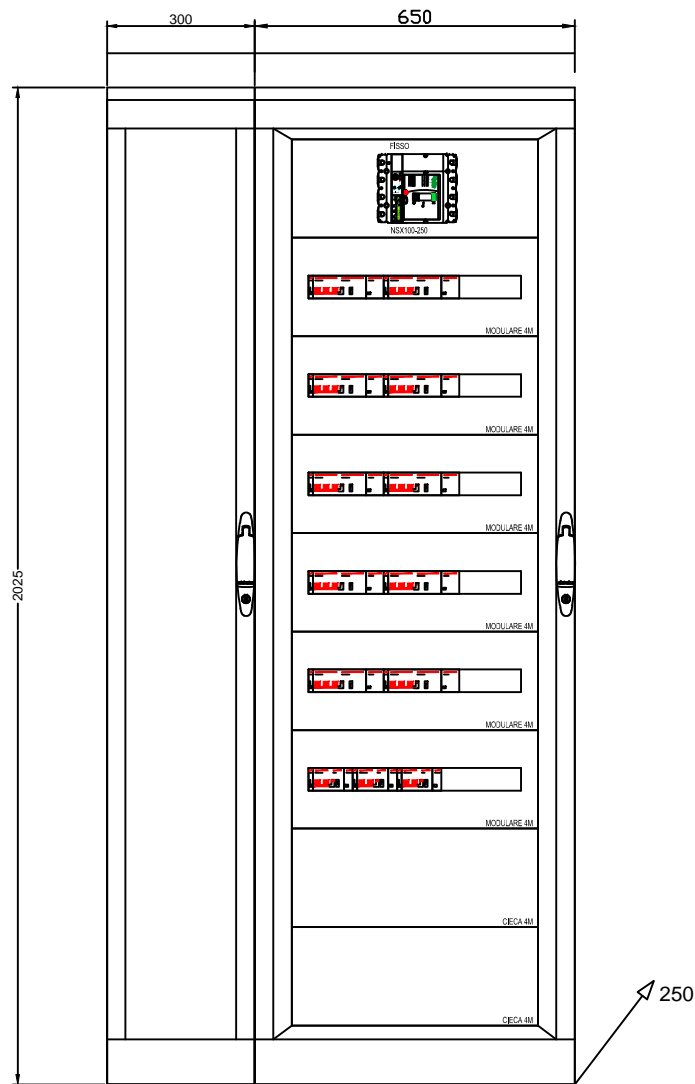 300
650
FISSO
NSX100-250
MODULARE 4M
MODULARE 4M
MODULARE 4M
2025
MODULARE 4M
MODULARE 4M
MODULARE 4M
CIECA 4M
250
CIECA 4M